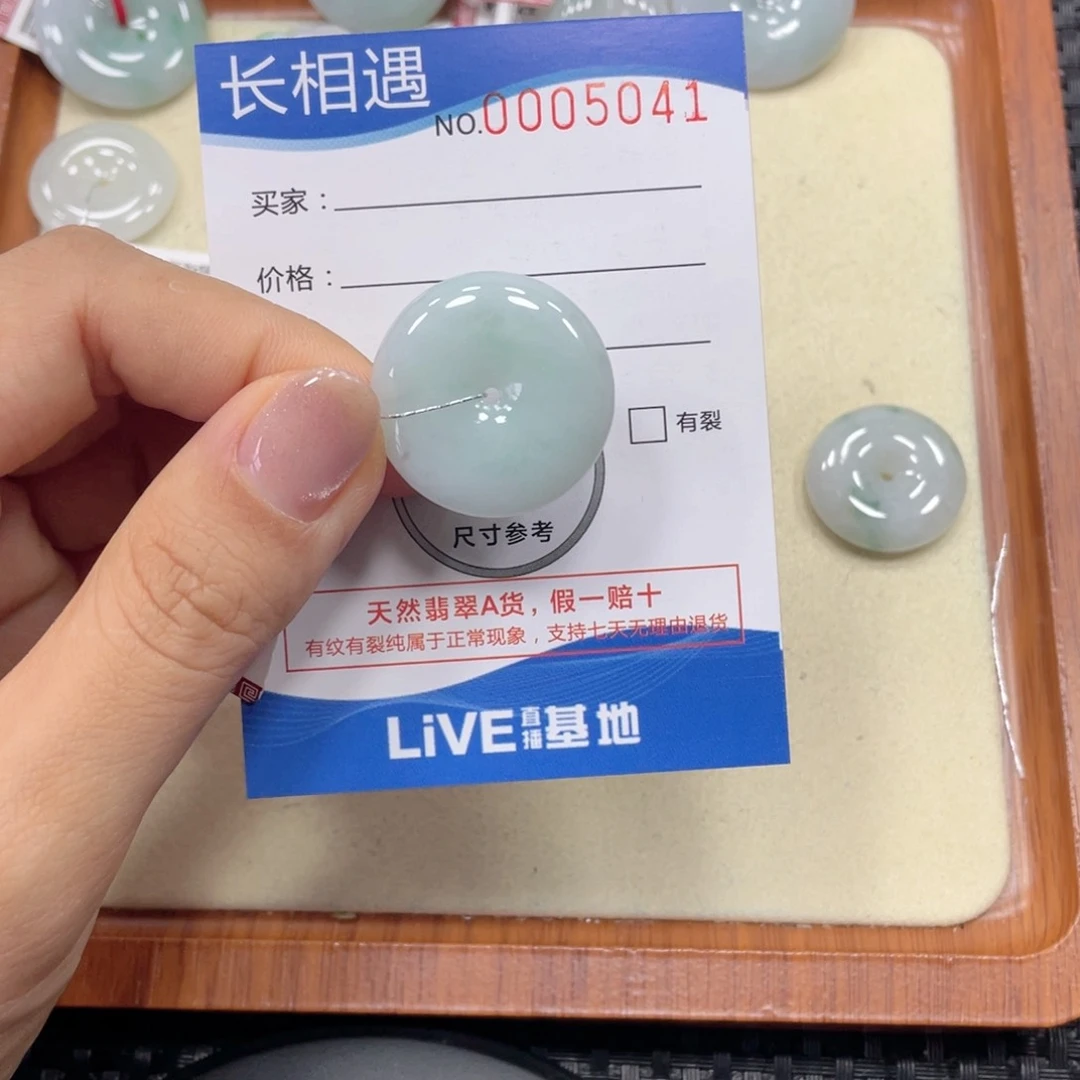 长相遇
NO.0005041
买家：
价格：
有裂
尺寸参考
天然翡翠A货，假一赔十
有纹有裂纯属于正常现象，支持七天无理由退货
LiVE直播基地